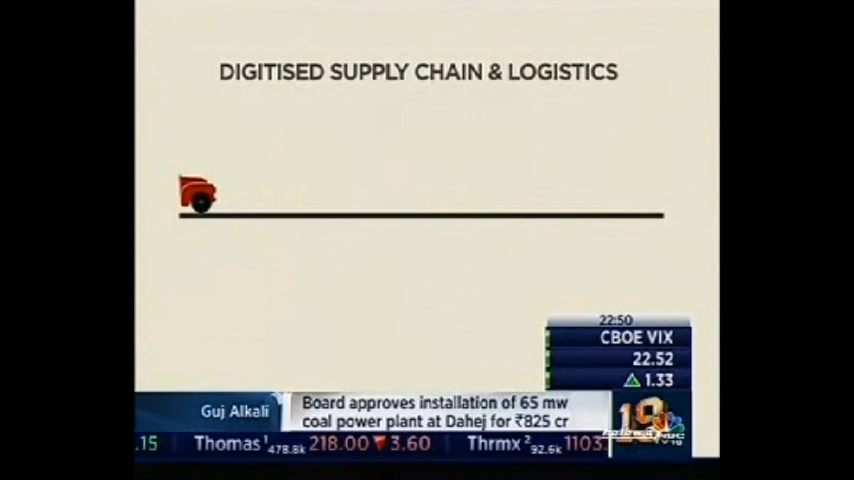 DIGITISED SUPPLY CHAIN & LOGISTICS
22:50
CBOE VIX
22.52
1.33
Guj Alkali
Board approves installation of 65 mw
coal power plant at Dahej for ₹825 cr
.15 Thomas¹ 478.8k 218.00 ▼ 3.60 Thrmx² 92.6k 1103.